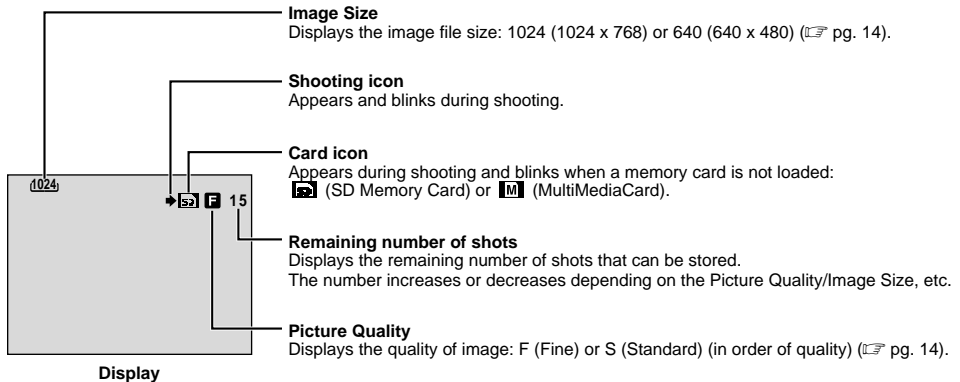 Image Size
Displays the image file size: 1024 (1024 x 768) or 640 (640 x 480) (☞ pg. 14).
Shooting icon
Appears and blinks during shooting.
Card icon
Appears during shooting and blinks when a memory card is not loaded:
SD (SD Memory Card) or M (MultiMediaCard).
1024
SD F 15
Remaining number of shots
Displays the remaining number of shots that can be stored.
The number increases or decreases depending on the Picture Quality/Image Size, etc.
Picture Quality
Displays the quality of image: F (Fine) or S (Standard) (in order of quality) (☞ pg. 14).
Display